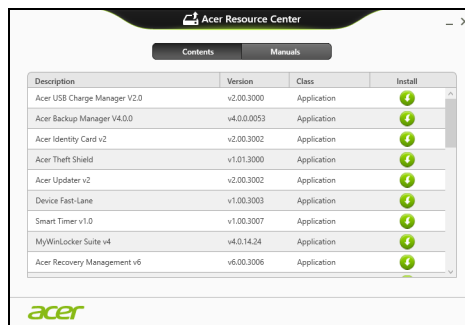 Acer Resource Center
Contents Manuals
Description Version Class Install
Acer USB Charge Manager V2.0 v2.00.3000 Application
Acer Backup Manager V4.0.0 v4.0.0.0053 Application
Acer Identity Card v2 v2.00.3002 Application
Acer Theft Shield v1.01.3000 Application
Acer Updater v2 v2.00.3002 Application
Device Fast-Lane v1.00.3003 Application
Smart Timer v1.0 v1.00.3007 Application
MyWinLocker Suite v4 v4.0.14.24 Application
Acer Recovery Management v6 v6.00.3006 Application
acer